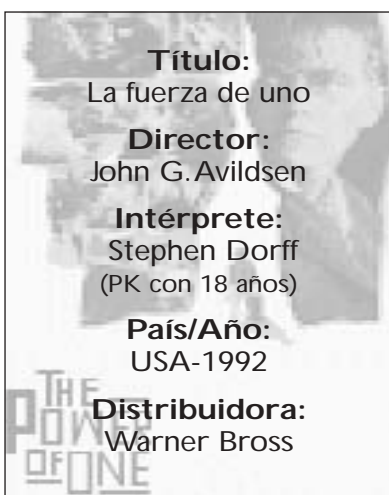 Título:
La fuerza de uno
Director:
John G. Avildsen
Intérprete:
Stephen Dorff
(PK con 18 años)
País/Año:
USA-1992
Distribuidora:
Warner Bross
THE
POWER
OF ONE